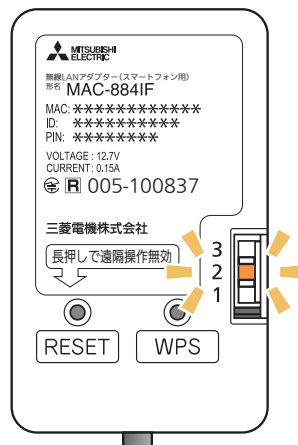 MITSUBISHI
ELECTRIC
無線LANアダプター(スマートフォン用)
形名 MAC-884IF
MAC: ************
ID: **********
PIN: ********
VOLTAGE : 12.7V
CURRENT: 0.15A
R 005-100837
三菱電機株式会社
長押しで遠隔操作無効
3
2
1
RESET
WPS